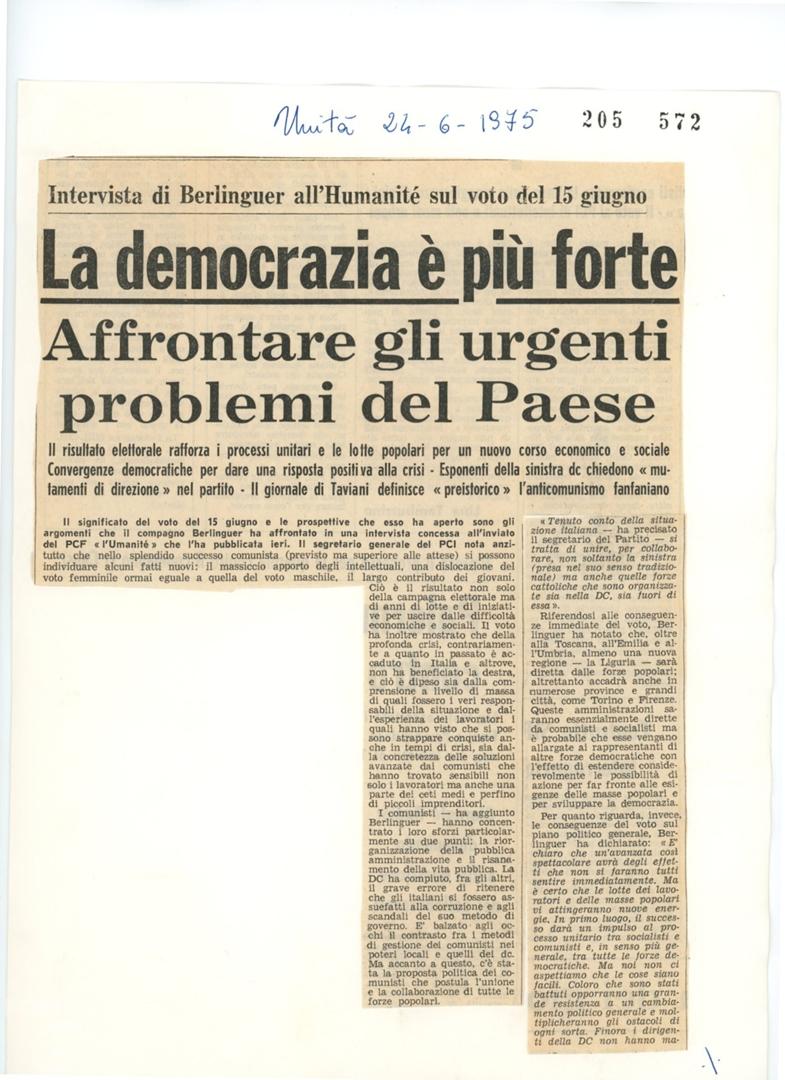 Unità 24-6-1975 205 572
Intervista di Berlinguer all'Humanité sul voto del 15 giugno
La democrazia è più forte
Affrontare gli urgenti
problemi del Paese
Il risultato elettorale rafforza i processi unitari e le lotte popolari per un nuovo corso economico e sociale
Convergenze democratiche per dare una risposta positiva alla crisi - Esponenti della sinistra dc chiedono « mu-
tamenti di direzione » nel partito - Il giornale di Taviani definisce « preistorico » l'anticomunismo fanfaniano
Il significato del voto del 15 giugno e le prospettive che esso ha aperto sono gli
argomenti che il compagno Berlinguer ha affrontato in una intervista concessa all'inviato
del PCF « l'Umanité » che l'ha pubblicata ieri. Il segretario generale del PCI nota anzi-
tutto che nello splendido successo comunista (previsto ma superiore alle attese) si possono
individuare alcuni fatti nuovi: il massiccio apporto degli intellettuali, una dislocazione del
voto femminile ormai eguale a quella del voto maschile, il largo contributo dei giovani.
Ciò è il risultato non solo
della campagna elettorale ma
di anni di lotte e di iniziati-
ve per uscire dalle difficoltà
economiche e sociali. Il voto
ha inoltre mostrato che della
profonda crisi, contrariamen-
te a quanto in passato è ac-
caduto in Italia e altrove,
non ha beneficiato la destra,
e ciò è dipeso sia dalla com-
prensione a livello di massa
di quali fossero i veri respon-
sabili della situazione e dal-
l'esperienza dei lavoratori i
quali hanno visto che si pos-
sono strappare conquiste an-
che in tempi di crisi, sia dal-
la concretezza delle soluzioni
avanzate dai comunisti che
hanno trovato sensibili non
solo i lavoratori ma anche una
parte dei ceti medi e perfino
di piccoli imprenditori.
I comunisti — ha aggiunto
Berlinguer — hanno concen-
trato i loro sforzi particolar-
mente su due punti: la rior-
ganizzazione della pubblica
amministrazione e il risana-
mento della vita pubblica. La
DC ha compiuto, fra gli altri,
il grave errore di ritenere
che gli italiani si fossero as-
suefatti alla corruzione e agli
scandali del suo metodo di
governo. E' balzato agli oc-
chi il contrasto fra i metodi
di gestione dei comunisti nei
poteri locali e quelli dei dc.
Ma accanto a questo, c'è sta-
ta la proposta politica dei co-
munisti che postula l'unione
e la collaborazione di tutte le
forze popolari.
« Tenuto conto della situa-
zione italiana — ha precisato
il segretario del Partito — si
tratta di unire, per collabo-
rare, non soltanto la sinistra
(presa nel suo senso tradizio-
nale) ma anche quelle forze
cattoliche che sono organizza-
te sia nella DC, sia fuori di
essa ».
Riferendosi alle conseguen-
ze immediate del voto, Ber-
linguer ha notato che, oltre
alla Toscana, all'Emilia e al-
l'Umbria, almeno una nuova
regione — la Liguria — sarà
diretta dalle forze popolari;
altrettanto accadrà anche in
numerose province e grandi
città, come Torino e Firenze.
Queste amministrazioni sa-
ranno essenzialmente dirette
da comunisti e socialisti ma
è probabile che esse vengano
allargate ai rappresentanti di
altre forze democratiche con
l'effetto di estendere conside-
revolmente le possibilità di
azione per far fronte alle esi-
genze delle masse popolari e
per sviluppare la democrazia.
Per quanto riguarda, invece,
le conseguenze del voto sul
piano politico generale, Ber-
linguer ha dichiarato: « E'
chiaro che un'avanzata così
spettacolare avrà degli effet-
ti che non si faranno tutti
sentire immediatamente. Ma
è certo che le lotte dei lavo-
ratori e delle masse popolari
vi attingeranno nuove ener-
gie. In primo luogo, il succes-
so darà un impulso al pro-
cesso unitario tra socialisti e
comunisti e, in senso più ge-
nerale, tra tutte le forze de-
mocratiche. Ma noi non ci
aspettiamo che le cose siano
facili. Coloro che sono stati
battuti opporranno una gran-
de resistenza a un cambia-
mento politico generale e mol-
tiplicheranno gli ostacoli di
ogni sorta. Finora i dirigen-
ti della DC non hanno ma-
./.